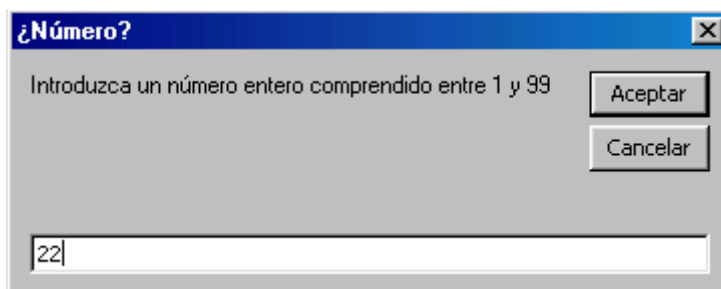 ¿Número?
Introduzca un número entero comprendido entre 1 y 99
Aceptar
Cancelar
22